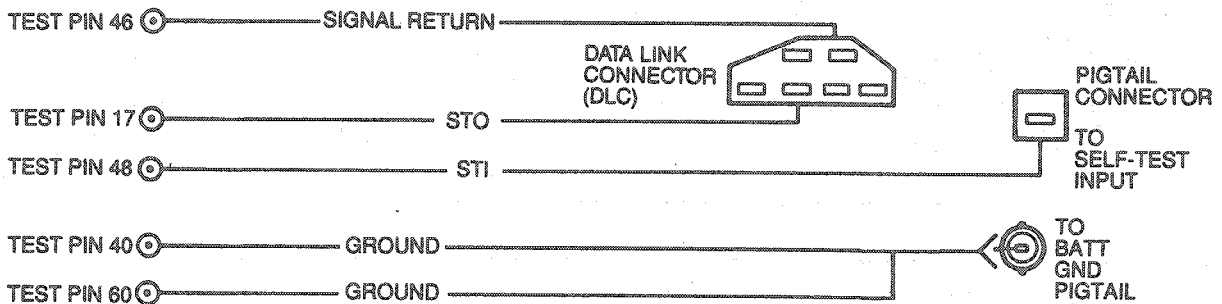 TEST PIN 46 SIGNAL RETURN
DATA LINK
CONNECTOR
(DLC)
PIGTAIL
CONNECTOR
TEST PIN 17 STO
TO
SELF-TEST
INPUT
TEST PIN 48 STI
TEST PIN 40 GROUND
TO
BATT
GND
PIGTAIL
TEST PIN 60 GROUND